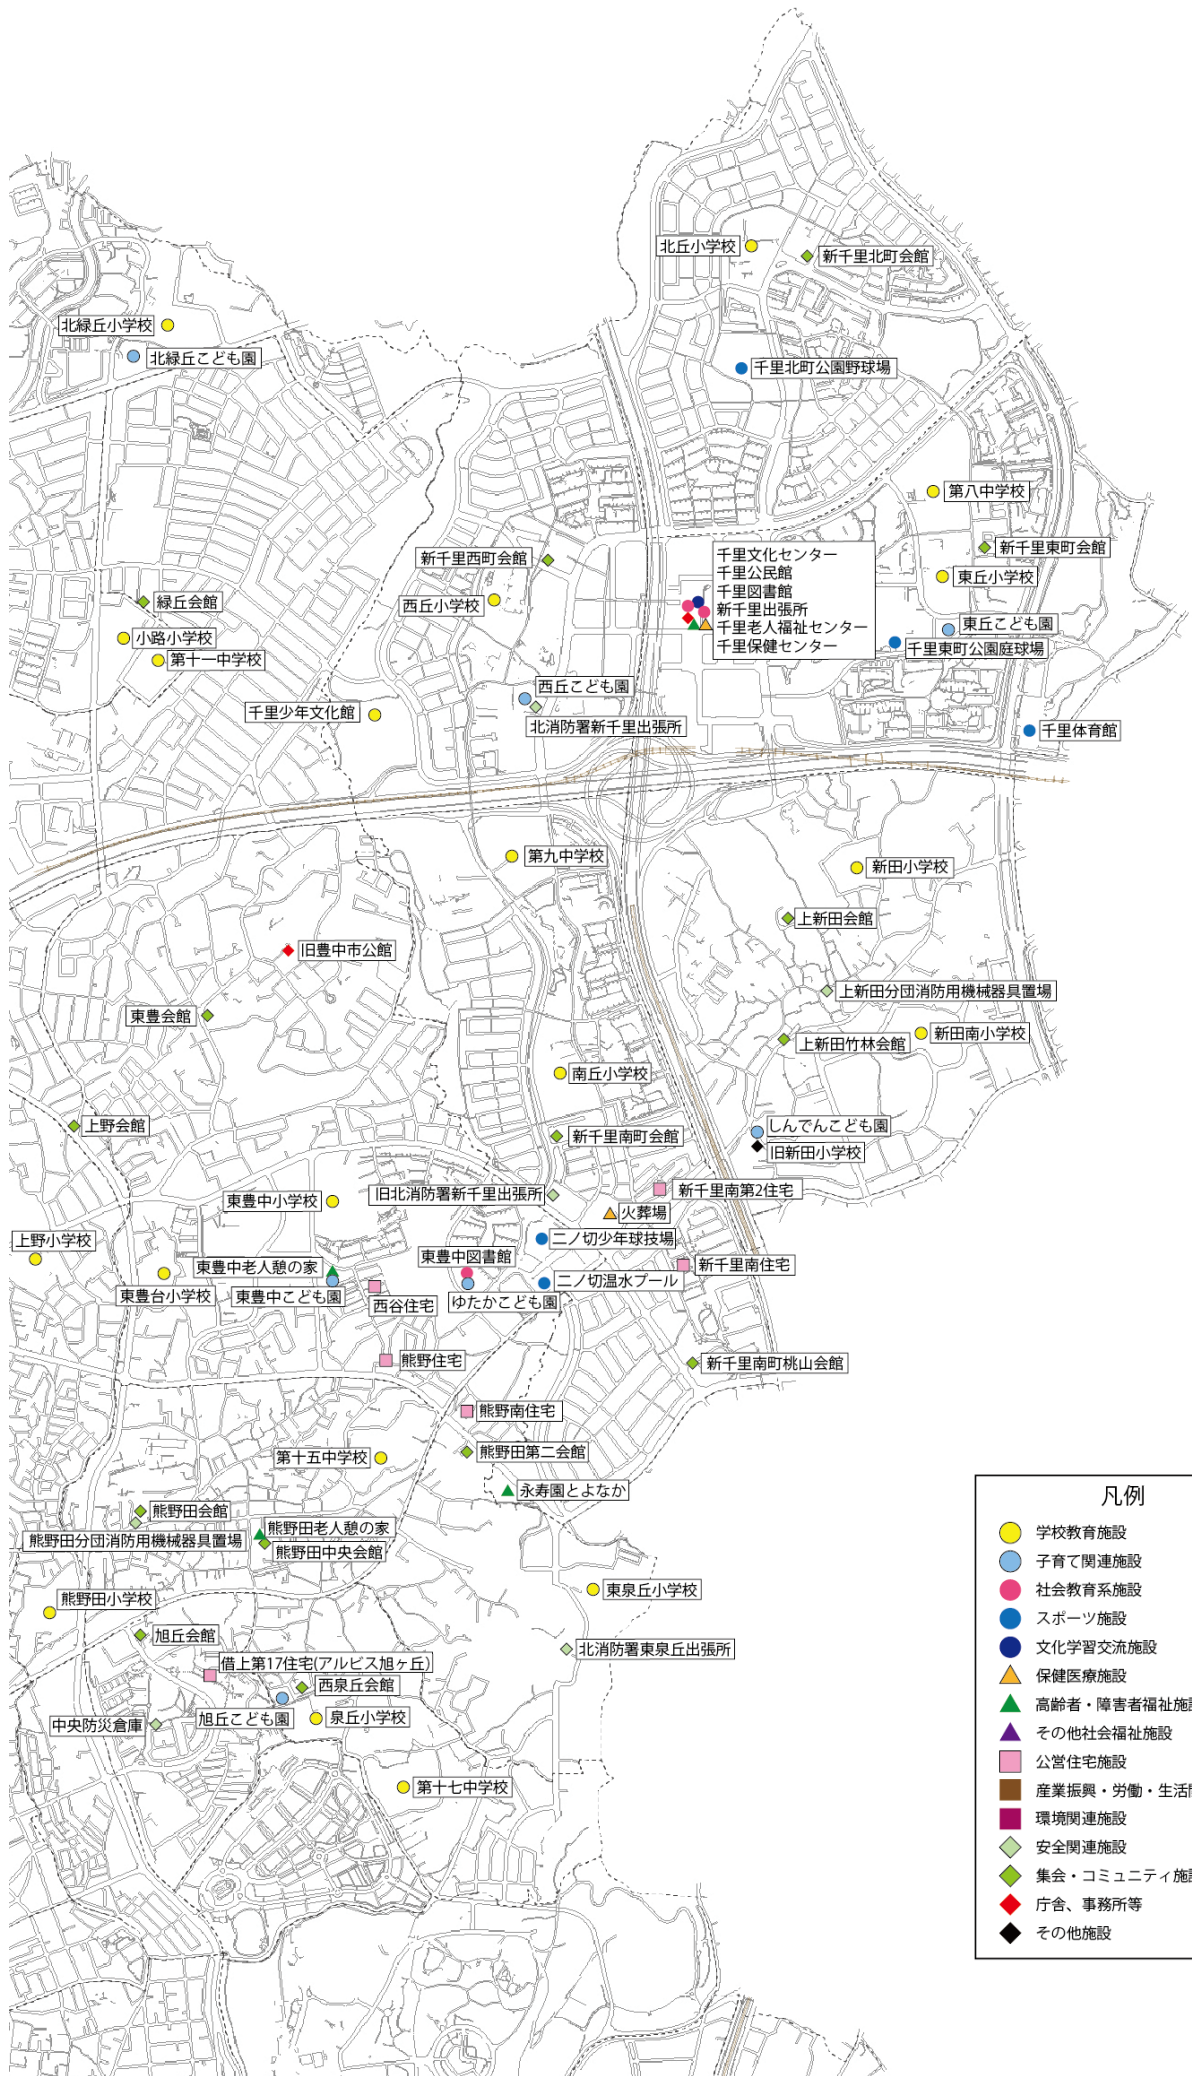 北丘小学校
新千里北町会館
北緑丘小学校
北緑丘こども園
千里北町公園野球場
第八中学校
新千里東町会館
新千里西町会館
千里文化センター
千里公民館
千里図書館
新千里出張所
千里老人福祉センター
千里保健センター
東丘小学校
西丘小学校
緑丘会館
東丘こども園
小路小学校
千里東町公園庭球場
第十一中学校
西丘こども園
千里少年文化館
北消防署新千里出張所
千里体育館
第九中学校
新田小学校
上新田会館
旧豊中市公館
上新田分団消防用機械器具置場
東豊会館
新田南小学校
上新田竹林会館
南丘小学校
上野会館
しんでんこども園
新千里南町会館
旧新田小学校
新千里南第2住宅
旧北消防署新千里出張所
東豊中小学校
火葬場
上野小学校
二ノ切少年球技場
東豊中図書館
東豊中老人憩の家
新千里南住宅
東豊台小学校
東豊中こども園
西谷住宅
ゆたかこども園
二ノ切温水プール
熊野住宅
新千里南町桃山会館
熊野南住宅
熊野田第二会館
第十五中学校
永寿園とよなか
熊野田会館
熊野田分団消防用機械器具置場
熊野田老人憩の家
熊野田中央会館
東泉丘小学校
熊野田小学校
旭丘会館
北消防署東泉丘出張所
借上第17住宅(アルビス旭ヶ丘)
西泉丘会館
旭丘こども園
泉丘小学校
中央防災倉庫
第十七中学校
凡例
学校教育施設
子育て関連施設
社会教育系施設
スポーツ施設
文化学習交流施設
保健医療施設
高齢者・障害者福祉施設
その他社会福祉施設
公営住宅施設
産業振興・労働・生活
環境関連施設
安全関連施設
集会・コミュニティ施設
庁舎、事務所等
その他施設